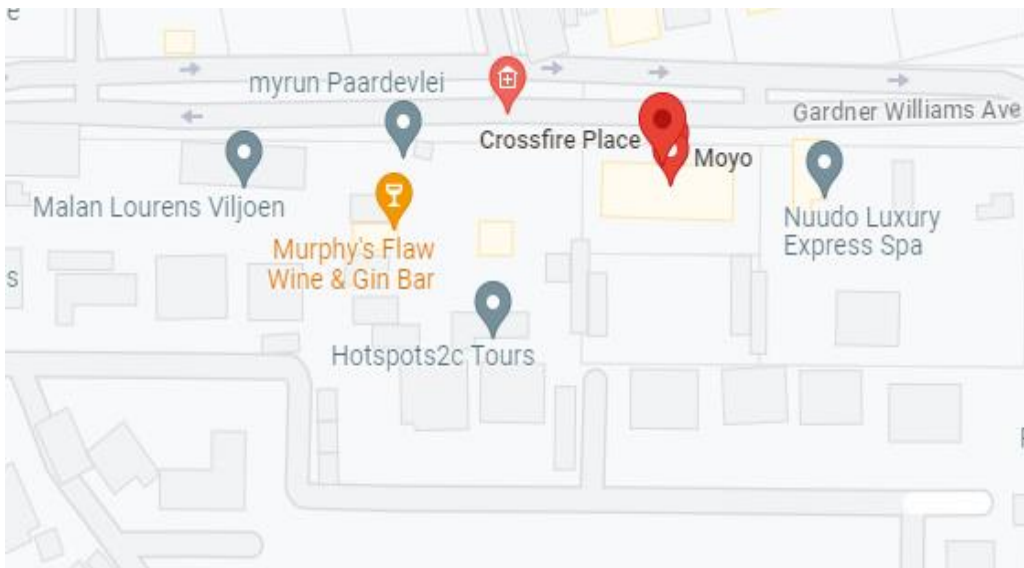 e
myrun Paardevlei
Gardner Williams Ave
Crossfire Place
Moyo
Malan Lourens Viljoen
Nuudo Luxury
Express Spa
Murphy's Flaw
Wine & Gin Bar
s
Hotspots2c Tours